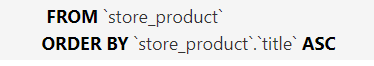 FROM `store_product`
ORDER BY `store_product`.`title` ASC